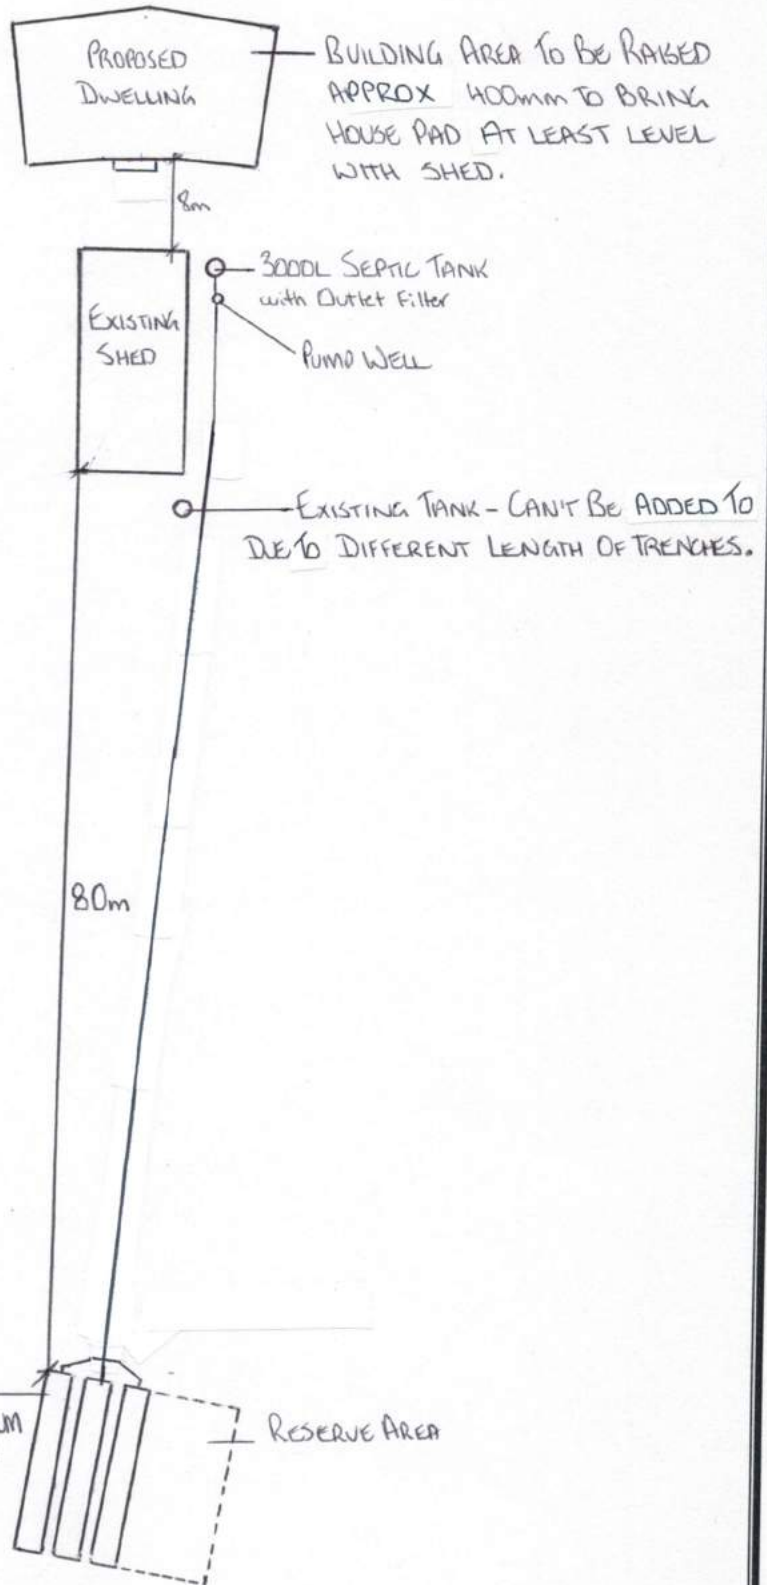 PROPOSED
DWELLING
BUILDING AREA TO BE RAISED
APPROX 400mm TO BRING
HOUSE PAD AT LEAST LEVEL
WITH SHED.
8m
3000L SEPTIC TANK
with Outlet Filter
EXISTING
SHED
PUMP WELL
EXISTING TANK - CAN'T BE ADDED TO
DUE TO DIFFERENT LENGTH OF TRENCHES.
80m
RESERVE AREA